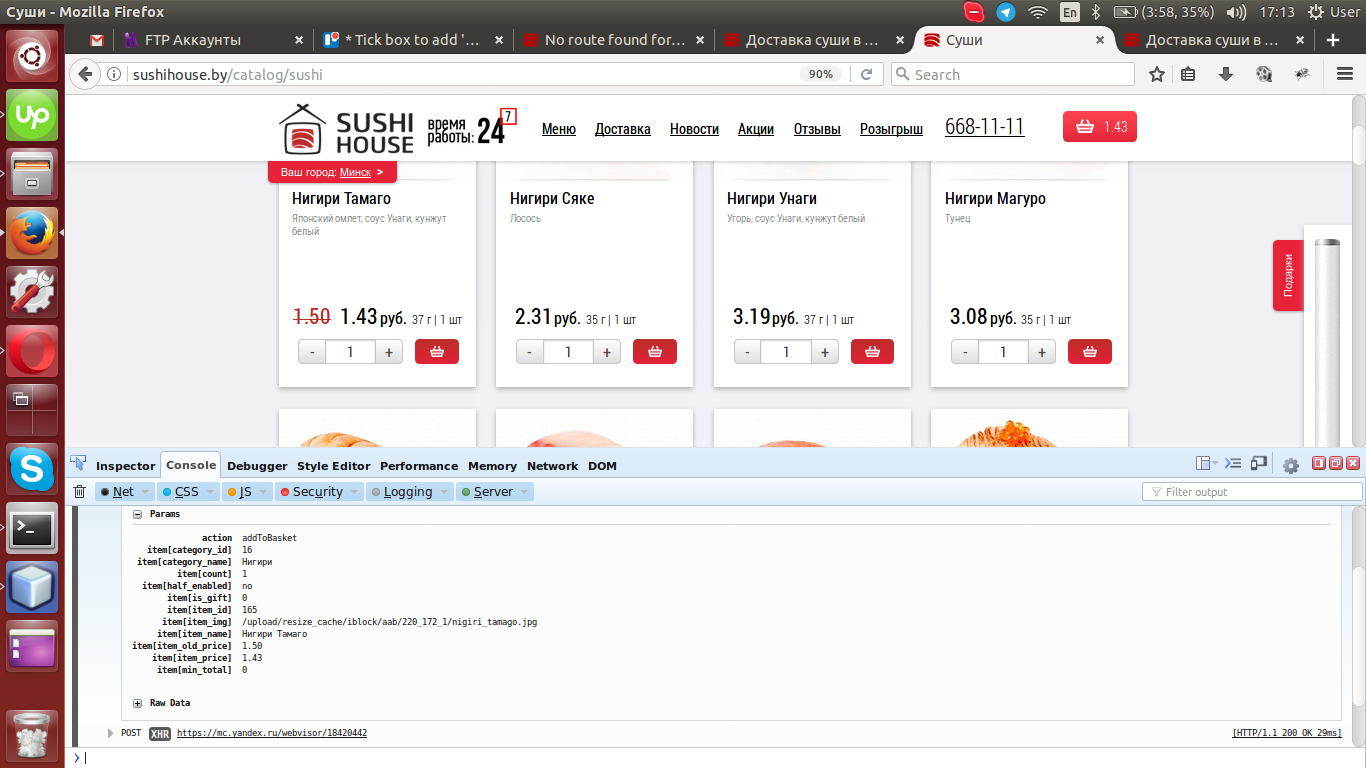 Суши - Mozilla Firefox
En
(3:58, 35%)
17:13
User
FTP Аккаунты
* Tick box to add '...
No route found for...
Доставка суши в ...
Суши
Доставка суши в ...
sushihouse.by/catalog/sushi
90%
Search
SUSHI HOUSE
время работы: 24 7
Меню Доставка Новости Акции Отзывы Розыгрыш
668-11-11
1.43
Ваш город: Минск >
Нигири Тамаго
Японский омлет, соус Унаги, кунжут
белый
1.50 1.43 руб. 37 г | 1 шт
- 1 +
Нигири Сяке
Лосось
2.31 руб. 35 г | 1 шт
- 1 +
Нигири Унаги
Угорь, соус Унаги, кунжут белый
3.19 руб. 37 г | 1 шт
- 1 +
Нигири Магуро
Тунец
3.08 руб. 35 г | 1 шт
- 1 +
Подарки
Inspector Console Debugger Style Editor Performance Memory Network DOM
Net CSS JS Security Logging Server
Filter output
Params
action addToBasket
item[category_id] 16
item[category_name] Нигири
item[count] 1
item[half_enabled] no
item[is_gift] 0
item[item_id] 165
item[item_img] /upload/resize_cache/iblock/aab/220_172_1/nigiri_tamago.jpg
item[item_name] Нигири Тамаго
item[item_old_price] 1.50
item[item_price] 1.43
item[min_total] 0
Raw Data
POST XHR https://mc.yandex.ru/webvisor/18420442 [HTTP/1.1 200 OK 29ms]
Up